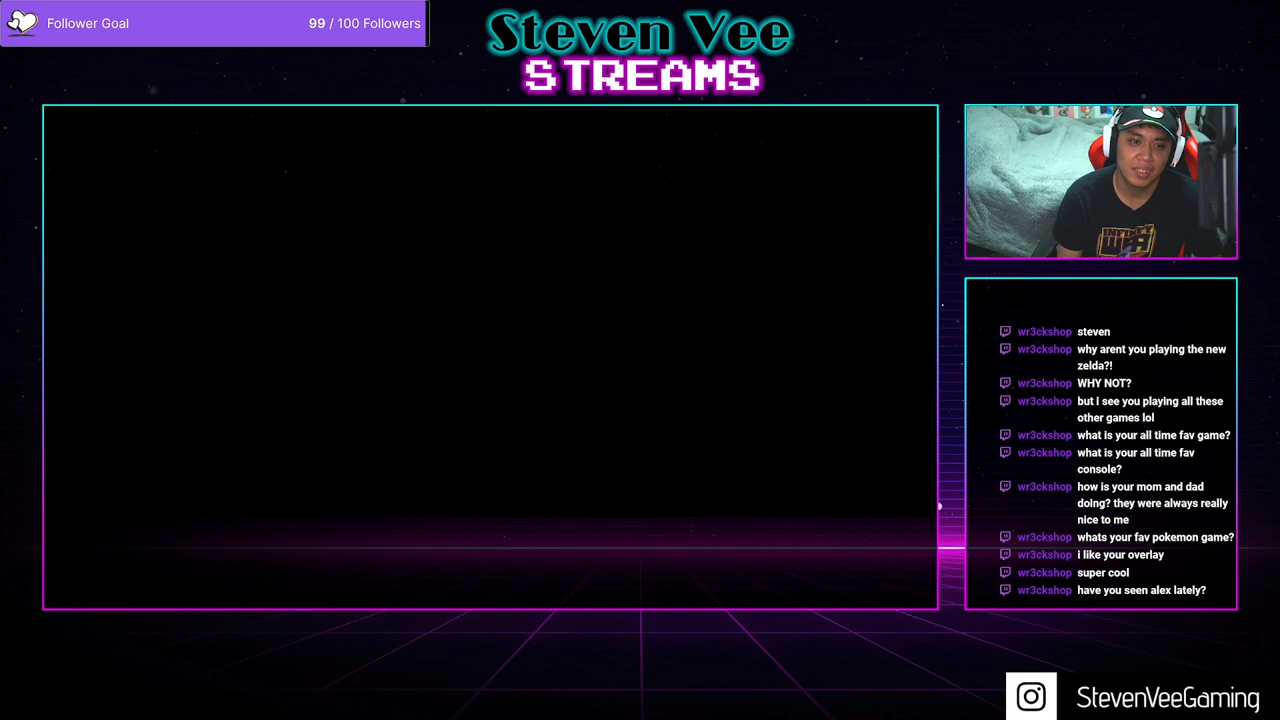 Follower Goal
99 / 100 Followers
Steven Vee
STREAMS
INFINITY
WAR
wr3ckshop steven
wr3ckshop why arent you playing the new
zelda?!
wr3ckshop WHY NOT?
wr3ckshop but I see you playing all these
other games lol
wr3ckshop what is your all time fav game?
wr3ckshop what is your all time fav
console?
wr3ckshop how is your mom and dad
doing? they were always really
nice to me
wr3ckshop whats your fav pokemon game?
wr3ckshop i like your overlay
wr3ckshop super cool
wr3ckshop have you seen alex lately?
StevenVeeGaming